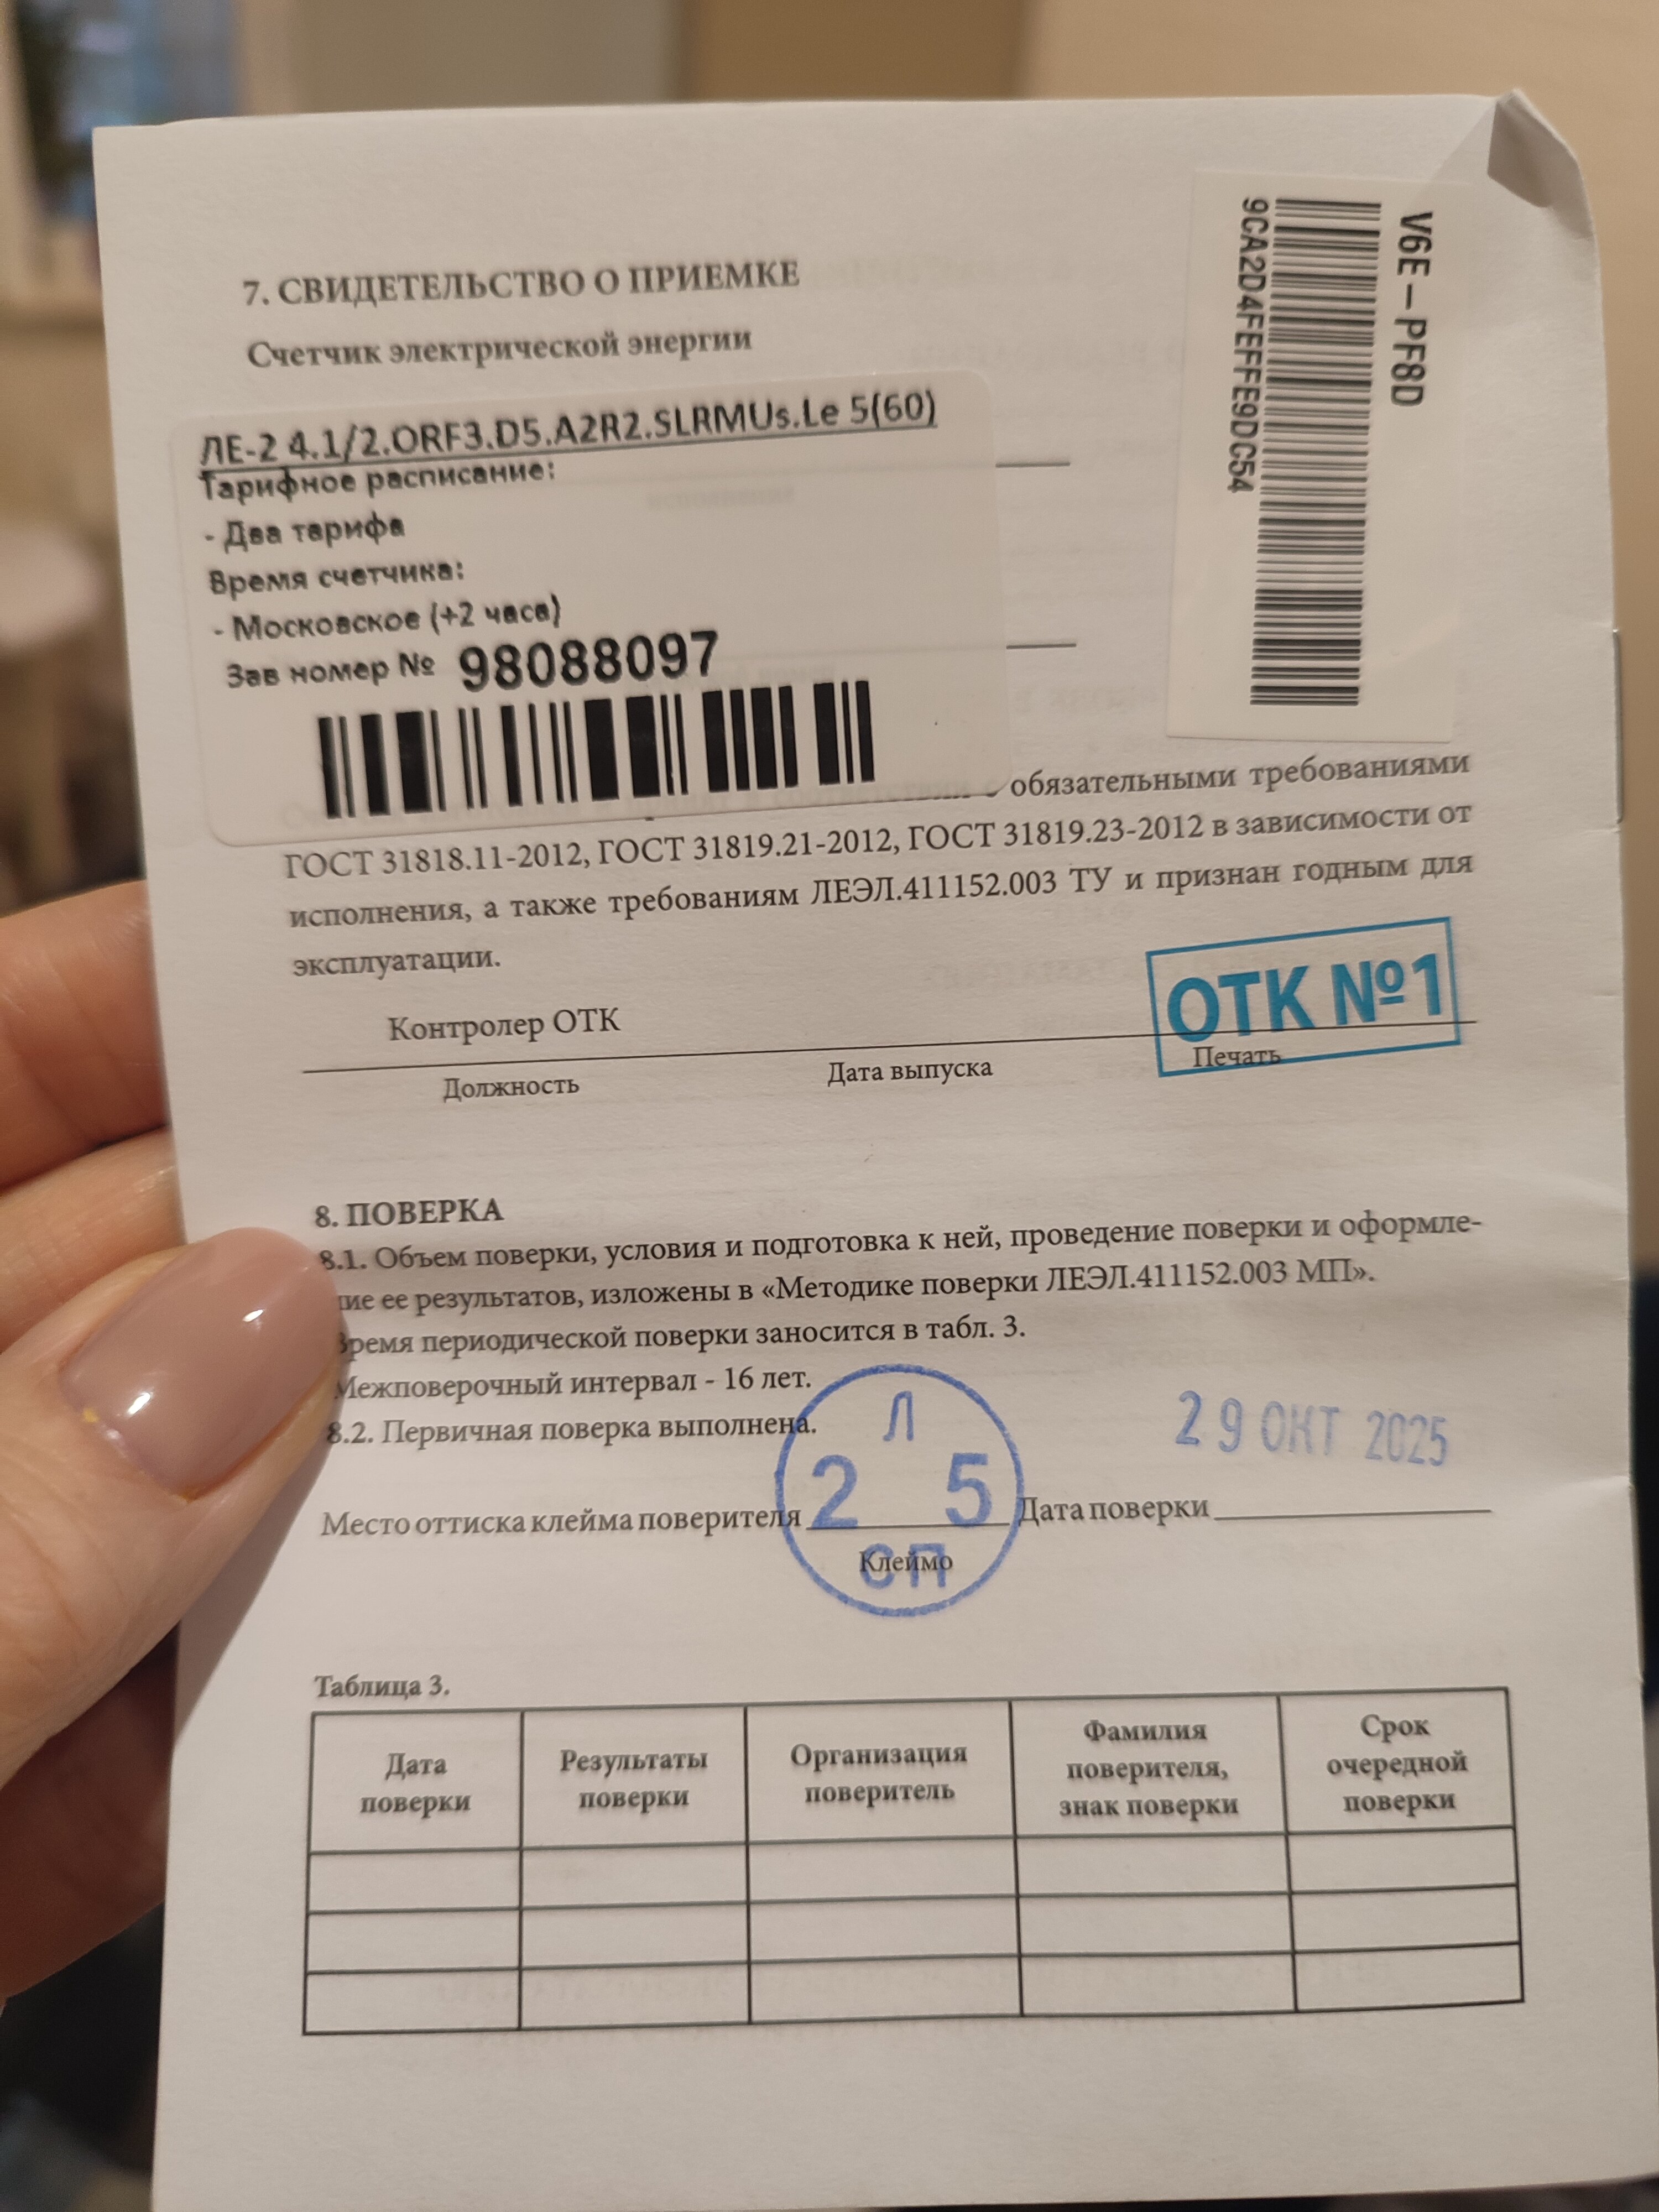 7. СВИДЕТЕЛЬСТВО О ПРИЕМКЕ
Счетчик электрической энергии
ЛЕ-2 4.1/2.ORF3.D5.A2R2.SLRMUs.Le 5(60)
Тарифное расписание:
- Два тарифа
Время счетчика:
- Московское (+2 часа)
Зав номер № 98088097
V6E-PF8D
9CA2D4FEFFE9DC54
обязательными требованиями
ГОСТ 31818.11-2012, ГОСТ 31819.21-2012, ГОСТ 31819.23-2012 в зависимости от
исполнения, а также требованиям ЛЕЭЛ.411152.003 ТУ и признан годным для
эксплуатации.
ОТК №1
Контролер ОТК
Должность Дата выпуска Печать
8. ПОВЕРКА
8.1. Объем поверки, условия и подготовка к ней, проведение поверки и оформле-
ние ее результатов, изложены в «Методике поверки ЛЕЭЛ.411152.003 МП».
Время периодической поверки заносится в табл. 3.
Межповерочный интервал - 16 лет.
8.2. Первичная поверка выполнена.
Л
2 5
СП
29 ОКТ 2025
Место оттиска клейма поверителя Дата поверки
Клеймо
Таблица 3.
Дата
поверки
Результаты
поверки
Организация
поверитель
Фамилия
поверителя,
знак поверки
Срок
очередной
поверки